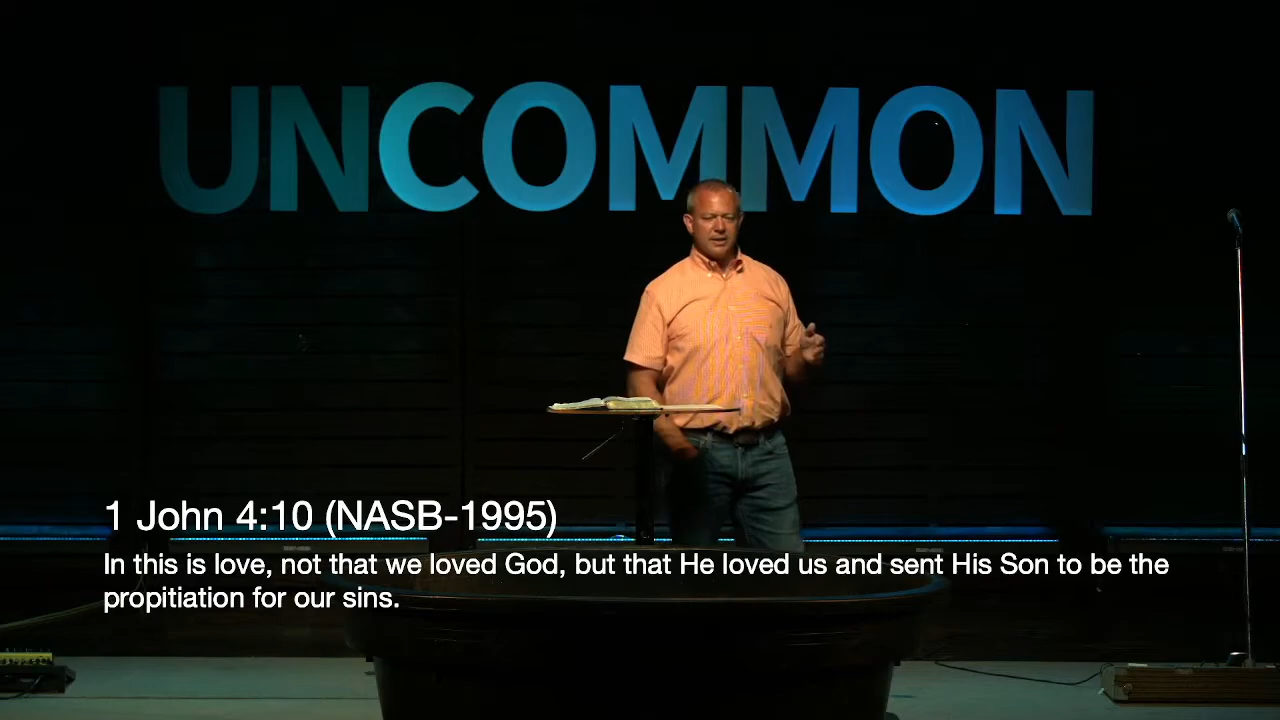 UNCOMMON
1 John 4:10 (NASB-1995)
In this is love, not that we loved God, but that He loved us and sent His Son to be the
propitiation for our sins.